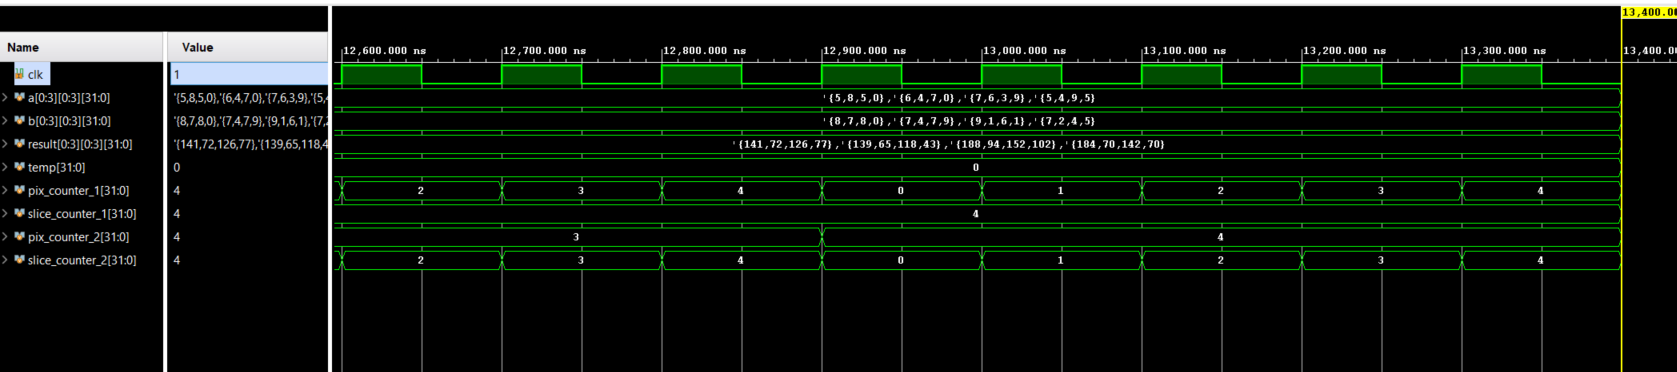 13,400.00
Name Value
12,600.000 ns 12,700.000 ns 12,800.000 ns 12,900.000 ns 13,000.000 ns 13,100.000 ns 13,200.000 ns 13,300.000 ns 13,400.0
clk 1
a[0:3][0:3][31:0] '{5,8,5,0},'{6,4,7,0},'{7,6,3,9},'{5,4 '{5,8,5,0},'{6,4,7,0},'{7,6,3,9},'{5,4,9,5}
b[0:3][0:3][31:0] '{8,7,8,0},'{7,4,7,9},'{9,1,6,1},'{7,2 '{8,7,8,0},'{7,4,7,9},'{9,1,6,1},'{7,2,4,5}
result[0:3][0:3][31:0] '{141,72,126,77},'{139,65,118,4 '{141,72,126,77},'{139,65,118,43},'{188,94,152,102},'{184,70,142,70}
temp[31:0] 0 0
pix_counter_1[31:0] 4 2 3 4 0 1 2 3 4
slice_counter_1[31:0] 4 4
pix_counter_2[31:0] 4 3 4
slice_counter_2[31:0] 4 2 3 4 0 1 2 3 4